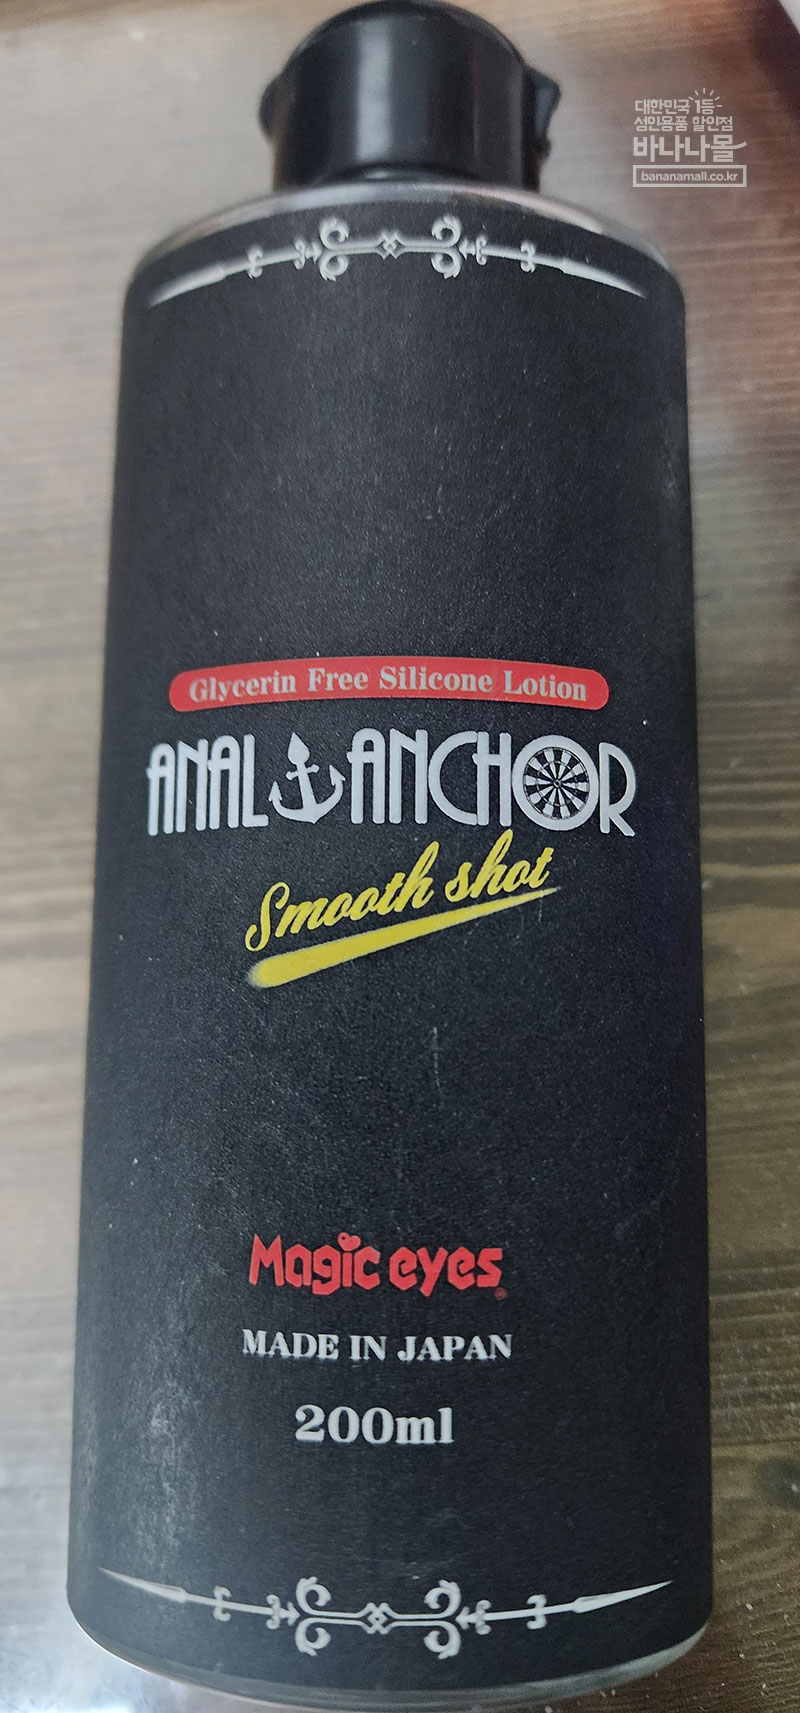 대한민국 1등
성인용품 할인점
바나나몰
bananamall.co.kr
Glycerin Free Silicone Lotion
ANAL ANCHOR
Smooth shot
Magic eyes
MADE IN JAPAN
200ml